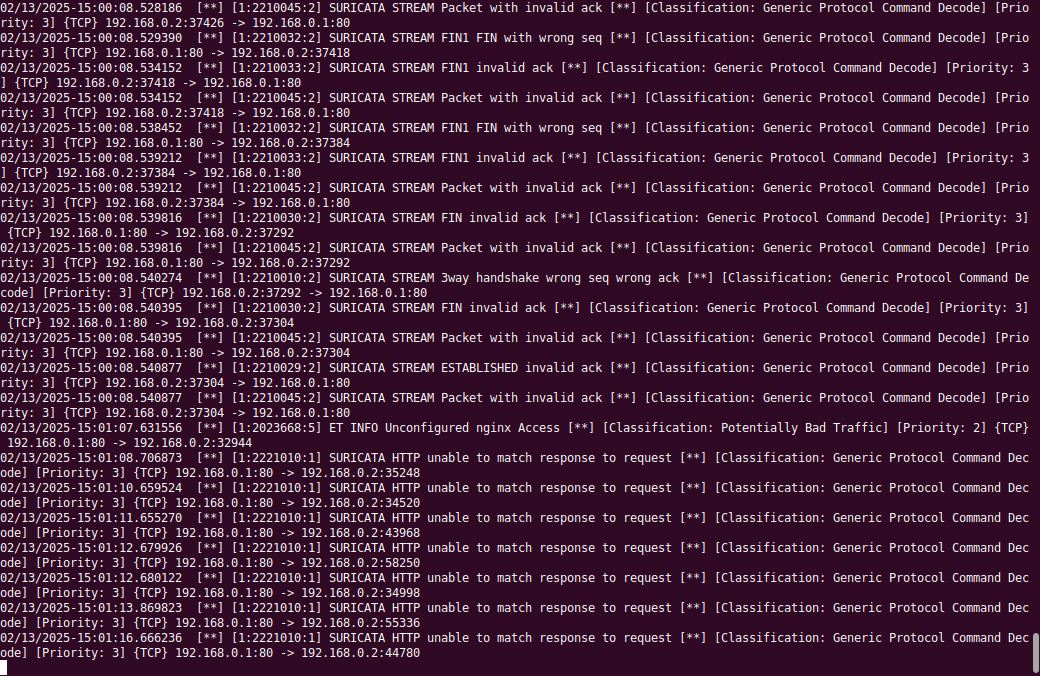 02/13/2025-15:00:08.528186  [**] [1:2210045:2] SURICATA STREAM Packet with invalid ack [**] [Classification: Generic Protocol Command Decode] [Prio
rity: 3] {TCP} 192.168.0.2:37426 -> 192.168.0.1:80
02/13/2025-15:00:08.529390  [**] [1:2210032:2] SURICATA STREAM FIN1 FIN with wrong seq [**] [Classification: Generic Protocol Command Decode] [Prio
rity: 3] {TCP} 192.168.0.1:80 -> 192.168.0.2:37418
02/13/2025-15:00:08.534152  [**] [1:2210033:2] SURICATA STREAM FIN1 invalid ack [**] [Classification: Generic Protocol Command Decode] [Priority: 3
] {TCP} 192.168.0.2:37418 -> 192.168.0.1:80
02/13/2025-15:00:08.534152  [**] [1:2210045:2] SURICATA STREAM Packet with invalid ack [**] [Classification: Generic Protocol Command Decode] [Prio
rity: 3] {TCP} 192.168.0.2:37418 -> 192.168.0.1:80
02/13/2025-15:00:08.538452  [**] [1:2210032:2] SURICATA STREAM FIN1 FIN with wrong seq [**] [Classification: Generic Protocol Command Decode] [Prio
rity: 3] {TCP} 192.168.0.1:80 -> 192.168.0.2:37384
02/13/2025-15:00:08.539212  [**] [1:2210033:2] SURICATA STREAM FIN1 invalid ack [**] [Classification: Generic Protocol Command Decode] [Priority: 3
] {TCP} 192.168.0.2:37384 -> 192.168.0.1:80
02/13/2025-15:00:08.539212  [**] [1:2210045:2] SURICATA STREAM Packet with invalid ack [**] [Classification: Generic Protocol Command Decode] [Prio
rity: 3] {TCP} 192.168.0.2:37384 -> 192.168.0.1:80
02/13/2025-15:00:08.539816  [**] [1:2210030:2] SURICATA STREAM FIN invalid ack [**] [Classification: Generic Protocol Command Decode] [Priority: 3]
 {TCP} 192.168.0.1:80 -> 192.168.0.2:37292
02/13/2025-15:00:08.539816  [**] [1:2210045:2] SURICATA STREAM Packet with invalid ack [**] [Classification: Generic Protocol Command Decode] [Prio
rity: 3] {TCP} 192.168.0.1:80 -> 192.168.0.2:37292
02/13/2025-15:00:08.540274  [**] [1:2210010:2] SURICATA STREAM 3way handshake wrong seq wrong ack [**] [Classification: Generic Protocol Command De
code] [Priority: 3] {TCP} 192.168.0.2:37292 -> 192.168.0.1:80
02/13/2025-15:00:08.540395  [**] [1:2210030:2] SURICATA STREAM FIN invalid ack [**] [Classification: Generic Protocol Command Decode] [Priority: 3]
 {TCP} 192.168.0.1:80 -> 192.168.0.2:37304
02/13/2025-15:00:08.540395  [**] [1:2210045:2] SURICATA STREAM Packet with invalid ack [**] [Classification: Generic Protocol Command Decode] [Prio
rity: 3] {TCP} 192.168.0.1:80 -> 192.168.0.2:37304
02/13/2025-15:00:08.540877  [**] [1:2210029:2] SURICATA STREAM ESTABLISHED invalid ack [**] [Classification: Generic Protocol Command Decode] [Prio
rity: 3] {TCP} 192.168.0.2:37304 -> 192.168.0.1:80
02/13/2025-15:00:08.540877  [**] [1:2210045:2] SURICATA STREAM Packet with invalid ack [**] [Classification: Generic Protocol Command Decode] [Prio
rity: 3] {TCP} 192.168.0.2:37304 -> 192.168.0.1:80
02/13/2025-15:01:07.631556  [**] [1:2023668:5] ET INFO Unconfigured nginx Access [**] [Classification: Potentially Bad Traffic] [Priority: 2] {TCP}
 192.168.0.1:80 -> 192.168.0.2:32944
02/13/2025-15:01:08.706873  [**] [1:2221010:1] SURICATA HTTP unable to match response to request [**] [Classification: Generic Protocol Command Dec
ode] [Priority: 3] {TCP} 192.168.0.1:80 -> 192.168.0.2:35248
02/13/2025-15:01:10.659524  [**] [1:2221010:1] SURICATA HTTP unable to match response to request [**] [Classification: Generic Protocol Command Dec
ode] [Priority: 3] {TCP} 192.168.0.1:80 -> 192.168.0.2:34520
02/13/2025-15:01:11.655270  [**] [1:2221010:1] SURICATA HTTP unable to match response to request [**] [Classification: Generic Protocol Command Dec
ode] [Priority: 3] {TCP} 192.168.0.1:80 -> 192.168.0.2:43968
02/13/2025-15:01:12.679926  [**] [1:2221010:1] SURICATA HTTP unable to match response to request [**] [Classification: Generic Protocol Command Dec
ode] [Priority: 3] {TCP} 192.168.0.1:80 -> 192.168.0.2:58250
02/13/2025-15:01:12.680122  [**] [1:2221010:1] SURICATA HTTP unable to match response to request [**] [Classification: Generic Protocol Command Dec
ode] [Priority: 3] {TCP} 192.168.0.1:80 -> 192.168.0.2:34998
02/13/2025-15:01:13.869823  [**] [1:2221010:1] SURICATA HTTP unable to match response to request [**] [Classification: Generic Protocol Command Dec
ode] [Priority: 3] {TCP} 192.168.0.1:80 -> 192.168.0.2:55336
02/13/2025-15:01:16.666236  [**] [1:2221010:1] SURICATA HTTP unable to match response to request [**] [Classification: Generic Protocol Command Dec
ode] [Priority: 3] {TCP} 192.168.0.1:80 -> 192.168.0.2:44780